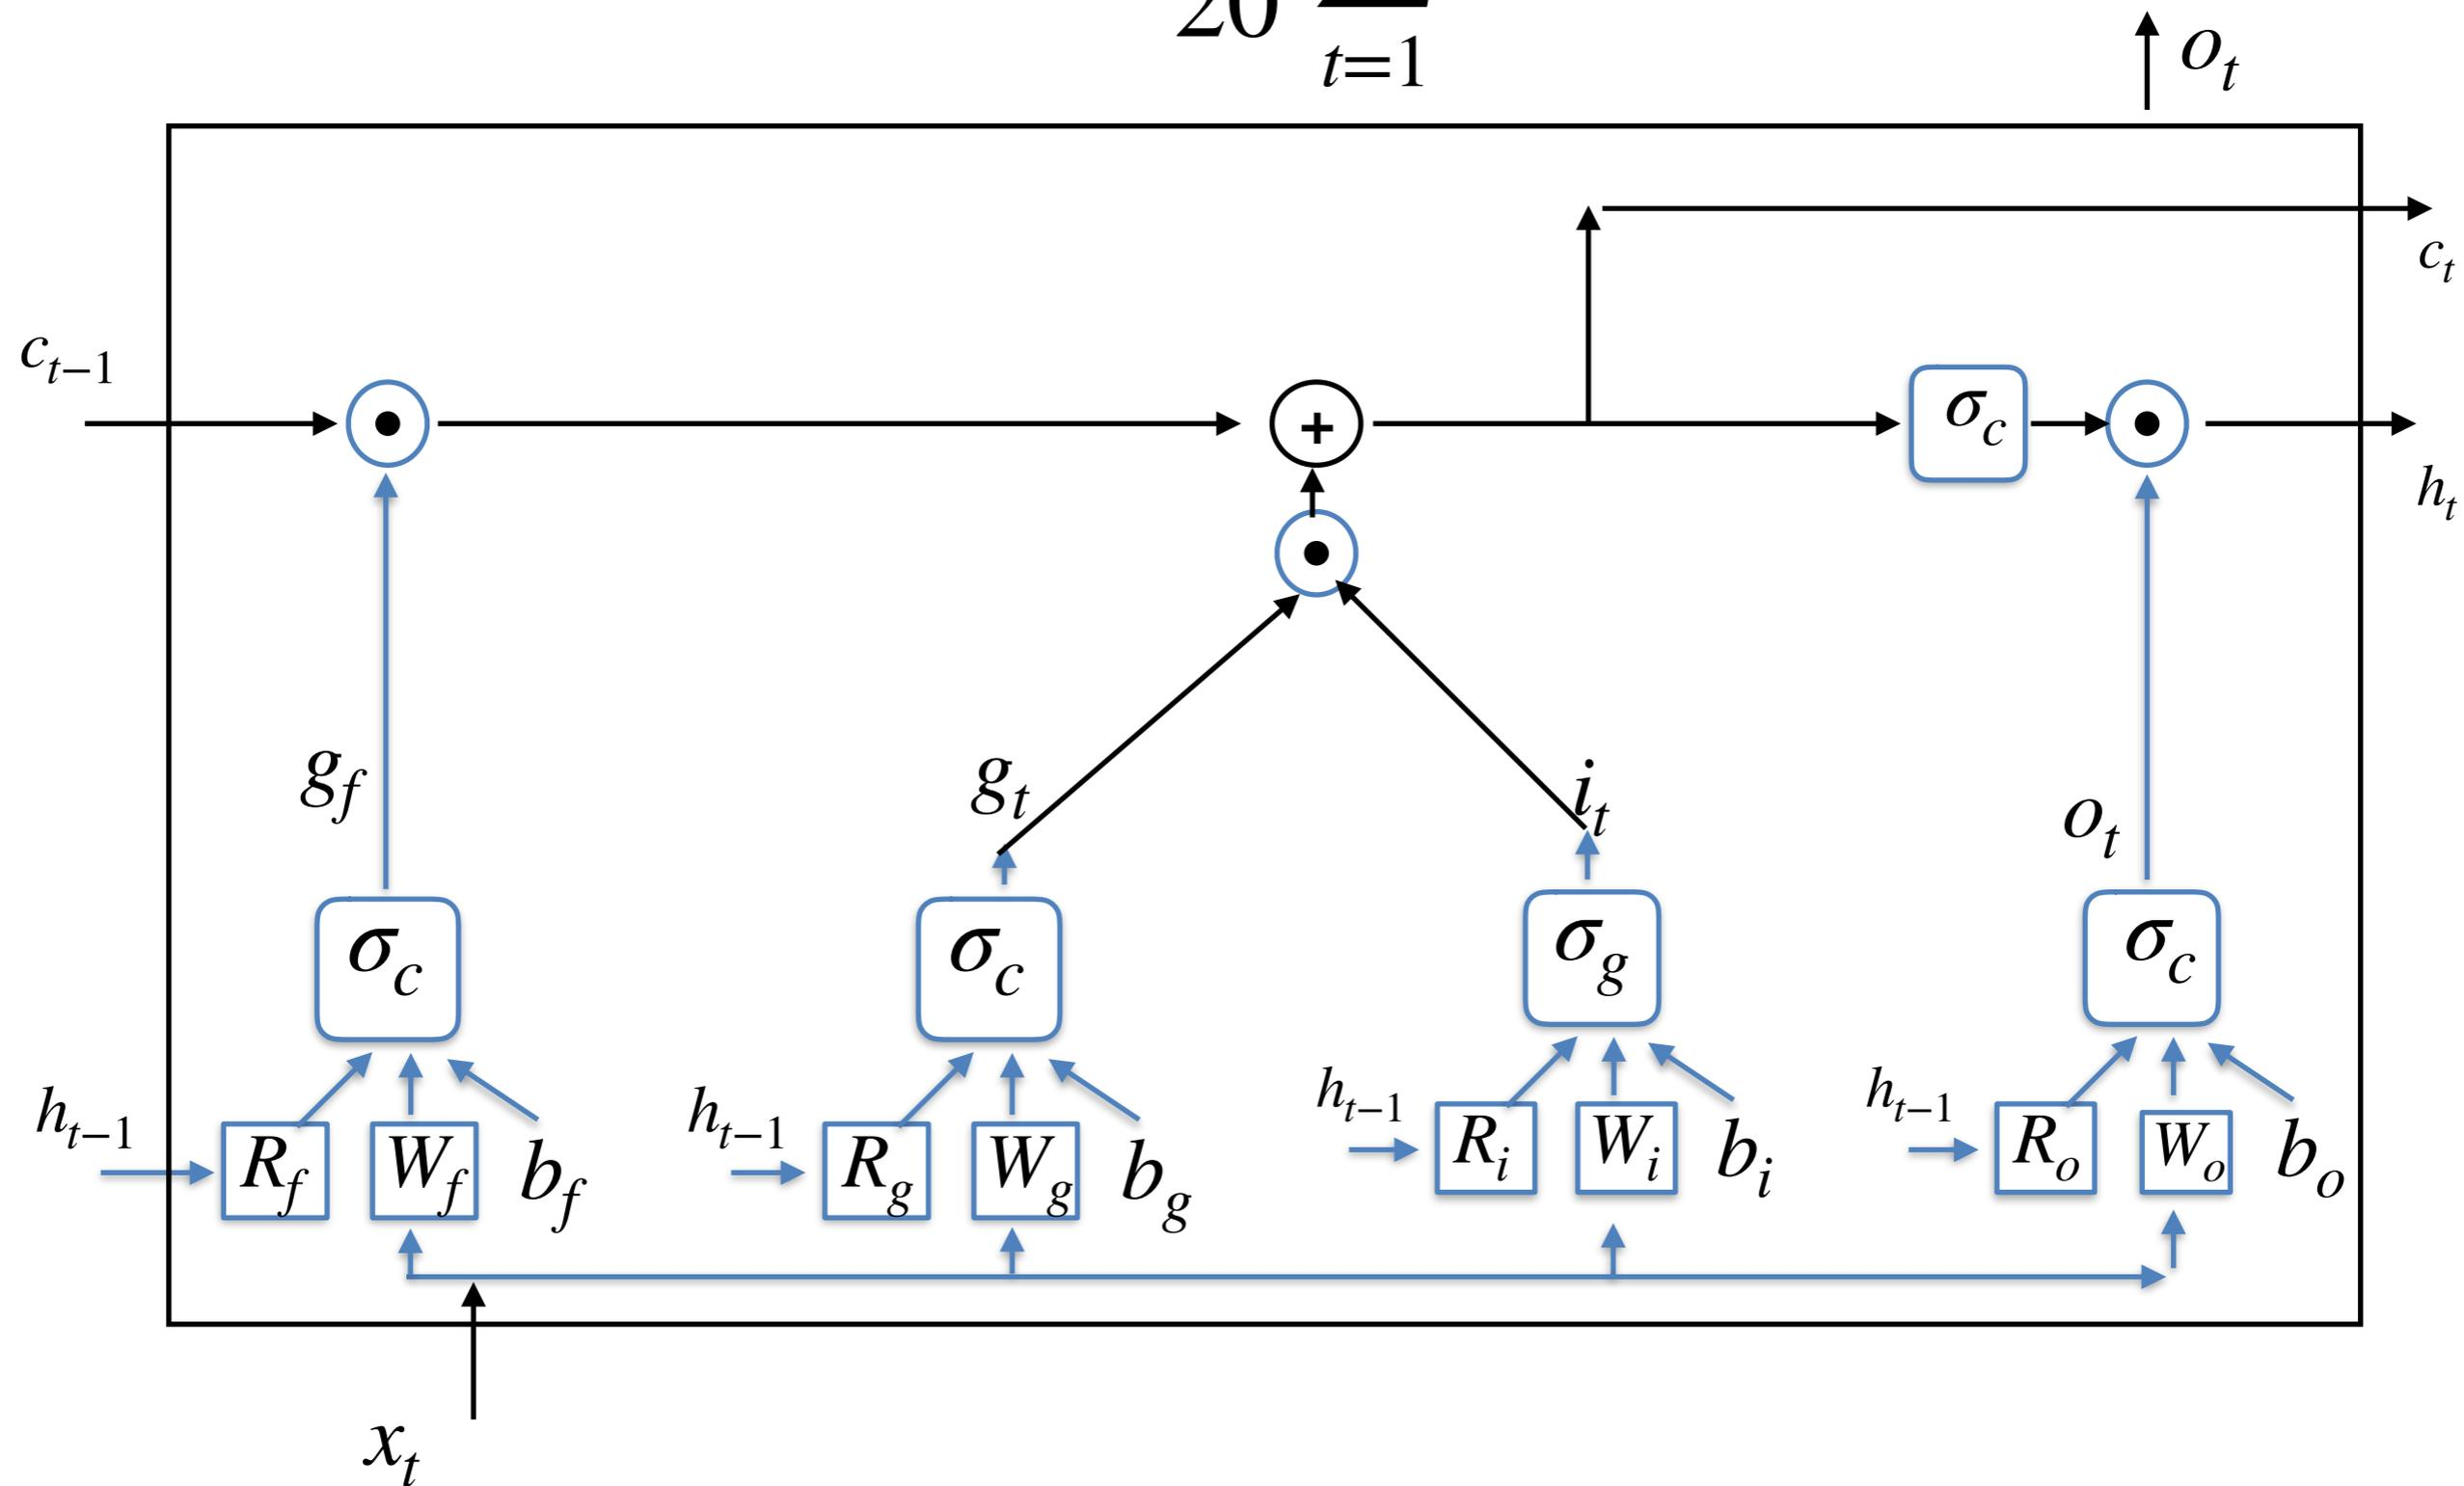 20
t=1
o_t
c_t
c_{t−1}
+ σ_c
h_t
g_f g_t i_t o_t
σ_c σ_c σ_g σ_c
h_{t−1} h_{t−1} h_{t−1} h_{t−1}
R_f W_f b_f R_g W_g b_g R_i W_i b_i R_o W_o b_o
x_t